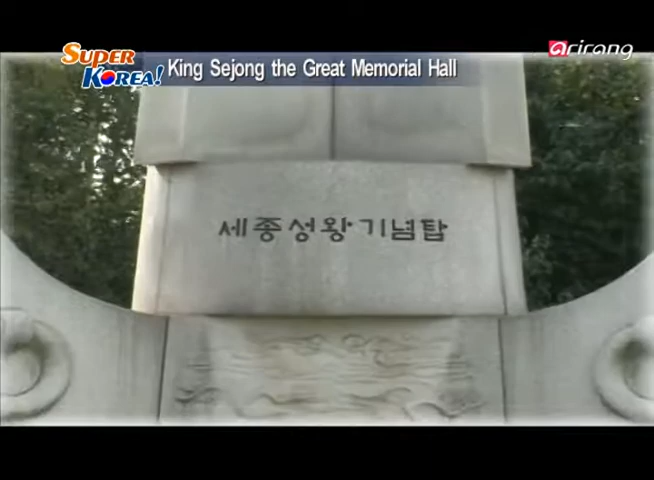 SUPER KOREA!
King Sejong the Great Memorial Hall
arirang
세종성왕기념탑